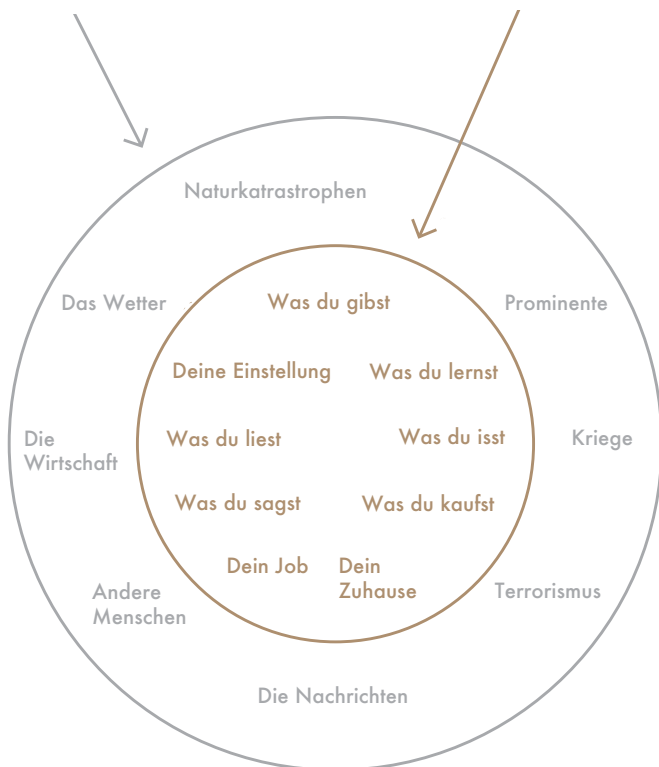 Naturkatrastrophen
Das Wetter
Was du gibst
Prominente
Deine Einstellung
Was du lernst
Die
Wirtschaft
Was du liest
Was du isst
Kriege
Was du sagst
Was du kaufst
Dein Job
Dein
Zuhause
Andere
Menschen
Terrorismus
Die Nachrichten